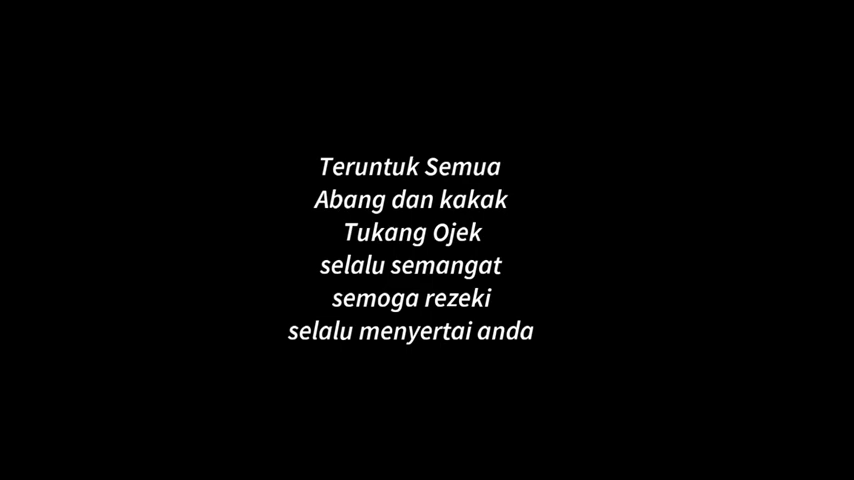 Teruntuk Semua
Abang dan kakak
Tukang Ojek
selalu semangat
semoga rezeki
selalu menyertai anda